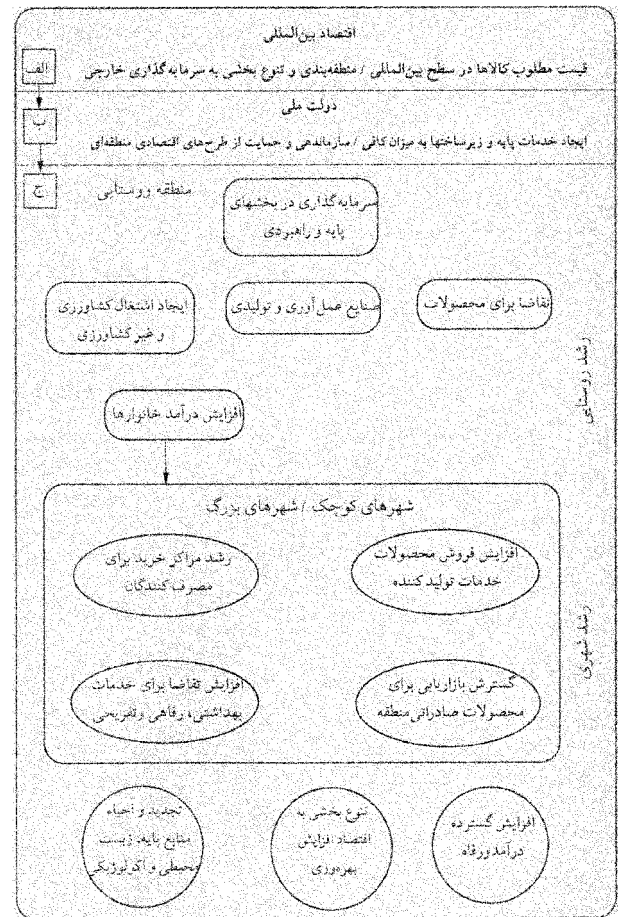 اقتصاد بین‌المللی
الف
قیمت مطلوب کالاها در سطح بین‌المللی / منطقه‌بندی و تنوع بخشی به سرمایه‌گذاری خارجی
دولت ملی
ب
ایجاد خدمات پایه و زیرساختها به میزان کافی / سازماندهی و حمایت از طرح‌های اقتصادی منطقه‌ای
ج
منطقه روستایی
سرمایه‌گذاری در بخشهای
پایه و راهبردی
تقاضا برای محصولات
صنایع عمل‌آوری و تولیدی
ایجاد اشتغال کشاورزی
و غیر کشاورزی
رشد روستایی
افزایش درآمد خانوارها
شهرهای کوچک / شهرهای بزرگ
افزایش فروش محصولات
خدمات تولید کننده
رشد مراکز خرید برای
مصرف‌کنندگان
رشد شهری
گسترش بازاریابی برای
محصولات صادراتی منطقه
افزایش تقاضا برای خدمات
بهداشتی، رفاهی و تفریحی
افزایش گسترده
درآمد و رفاه
تنوع بخشی به
اقتصاد افزایش
بهره‌وری
تجدید و احیاء
منابع پایه، زیست
محیطی و اکولوژیکی